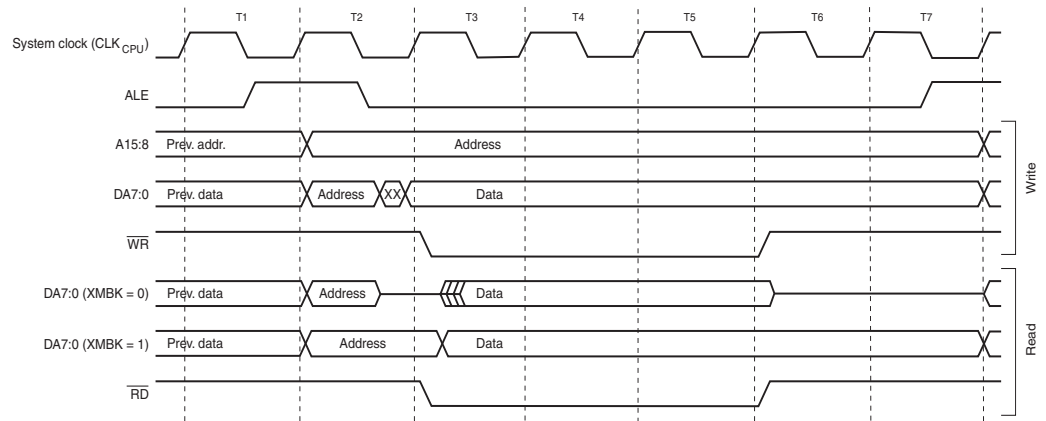 T1 T2 T3 T4 T5 T6 T7
System clock (CLKCPU)
ALE
A15:8 Prev. addr. Address
DA7:0 Prev. data Address XX Data
WR
Write
DA7:0 (XMBK = 0) Prev. data Address Data
DA7:0 (XMBK = 1) Prev. data Address Data
RD
Read